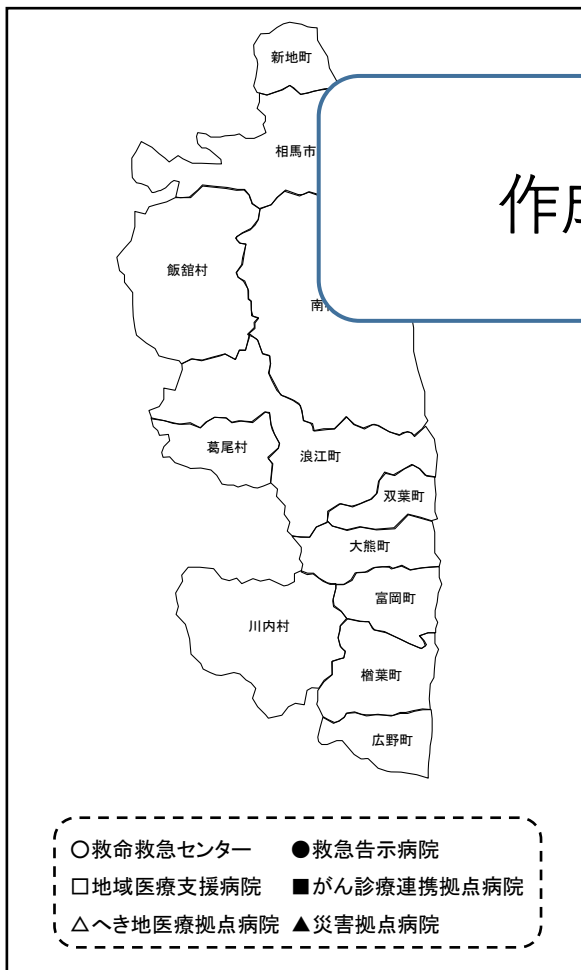 新地町
相馬市
作成
飯舘村
南
葛尾村
浪江町
双葉町
大熊町
富岡町
川内村
楢葉町
広野町
○救命救急センター ●救急告示病院
□地域医療支援病院 ■がん診療連携拠点病院
△へき地医療拠点病院 ▲災害拠点病院